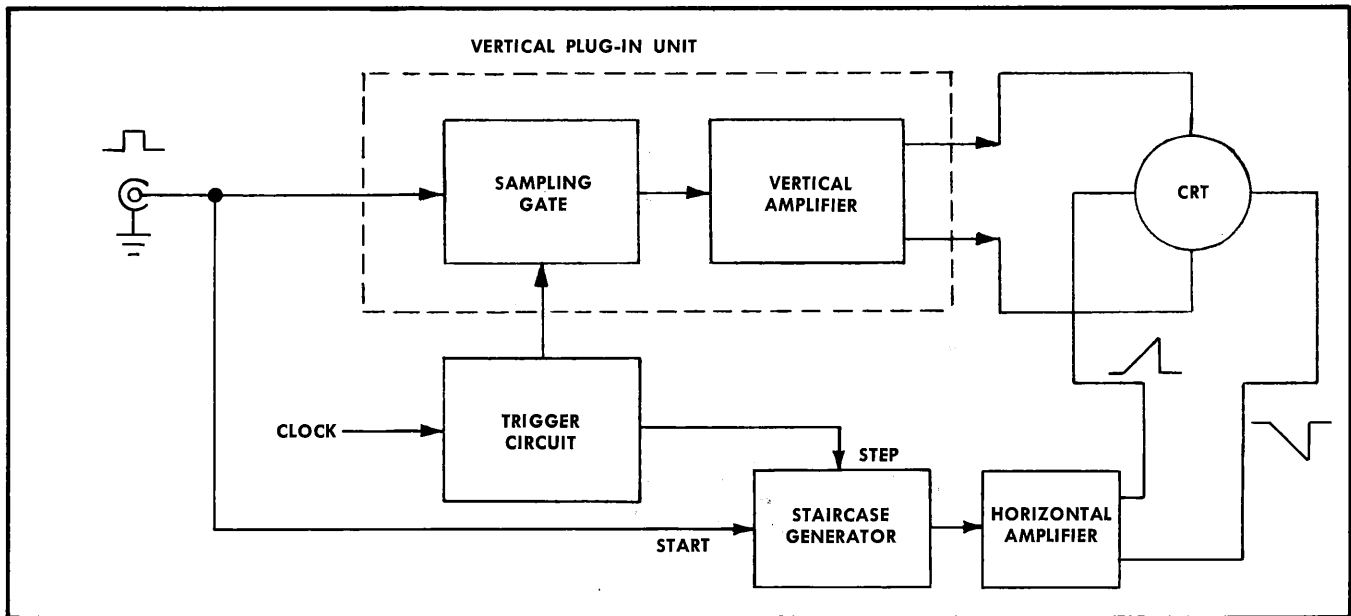 VERTICAL PLUG-IN UNIT
SAMPLING
GATE
VERTICAL
AMPLIFIER
CRT
CLOCK
TRIGGER
CIRCUIT
STEP
START
STAIRCASE
GENERATOR
HORIZONTAL
AMPLIFIER